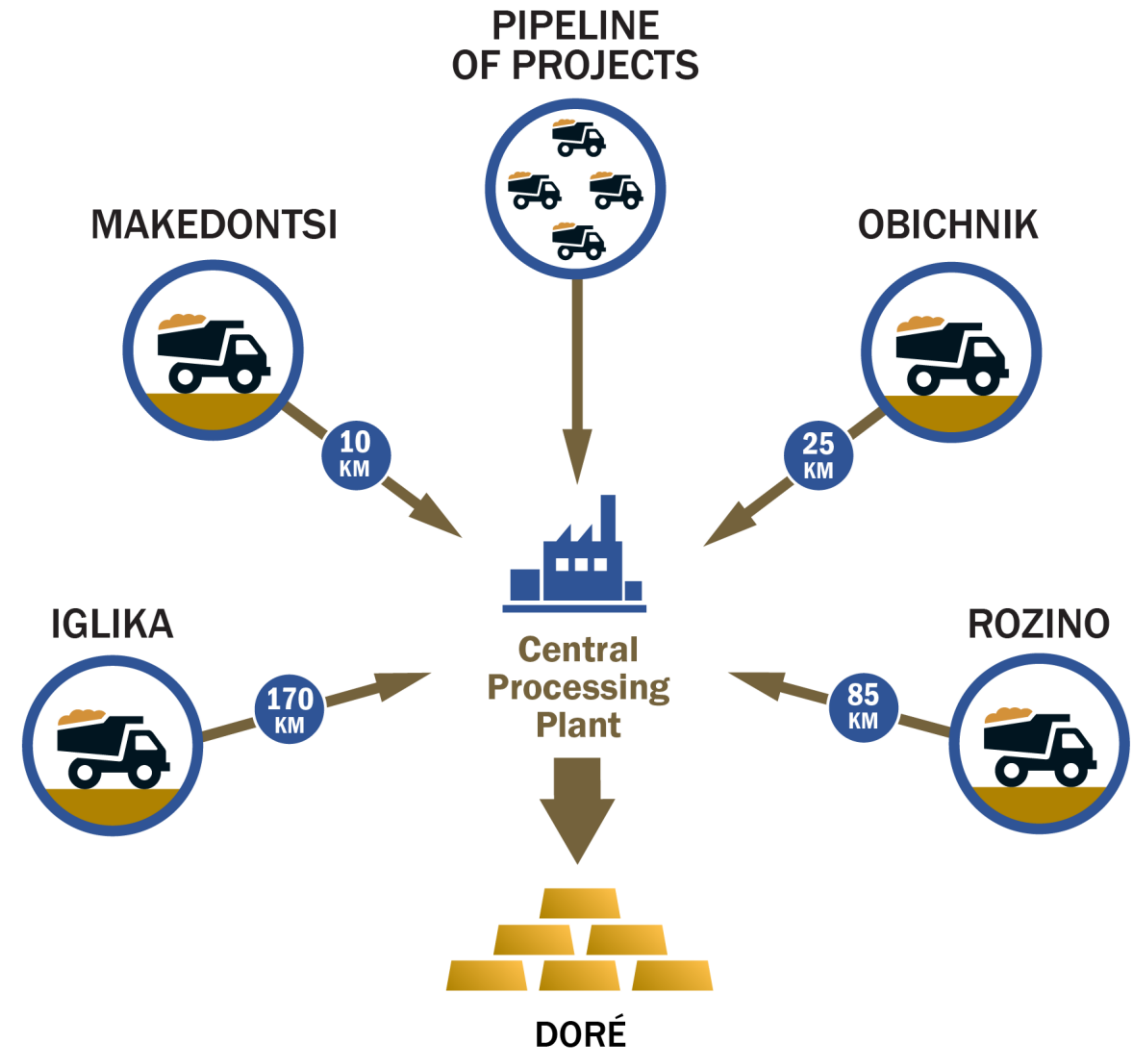 PIPELINE
OF PROJECTS
MAKEDONTSI
OBICHNIK
10
KM
25
KM
IGLIKA
ROZINO
170
KM
85
KM
Central
Processing
Plant
DORÉ